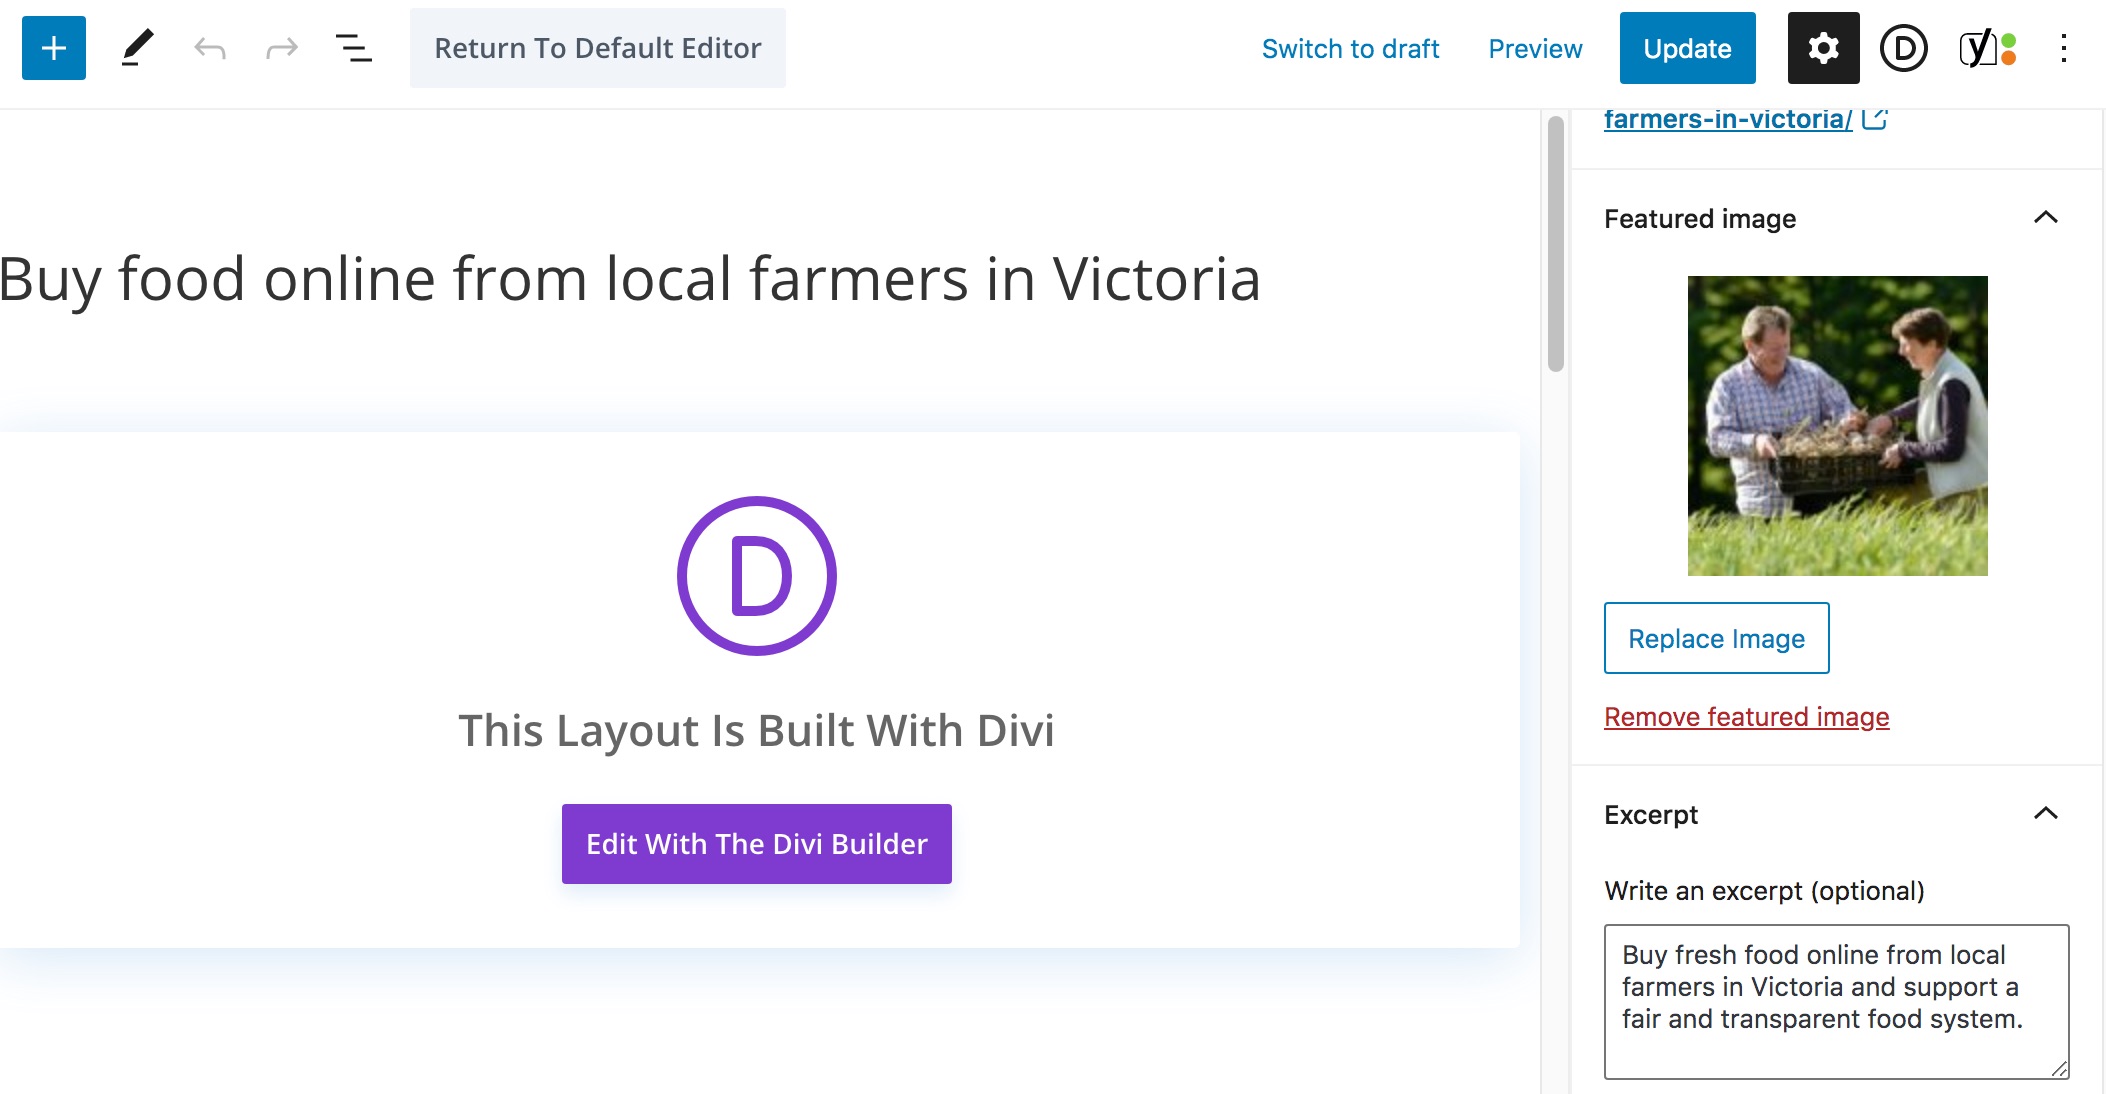 Return To Default Editor
Switch to draft
Preview
Update
farmers-in-victoria/
Buy food online from local farmers in Victoria
D
This Layout Is Built With Divi
Edit With The Divi Builder
Featured image
Replace Image
Remove featured image
Excerpt
Write an excerpt (optional)
Buy fresh food online from local
farmers in Victoria and support a
fair and transparent food system.